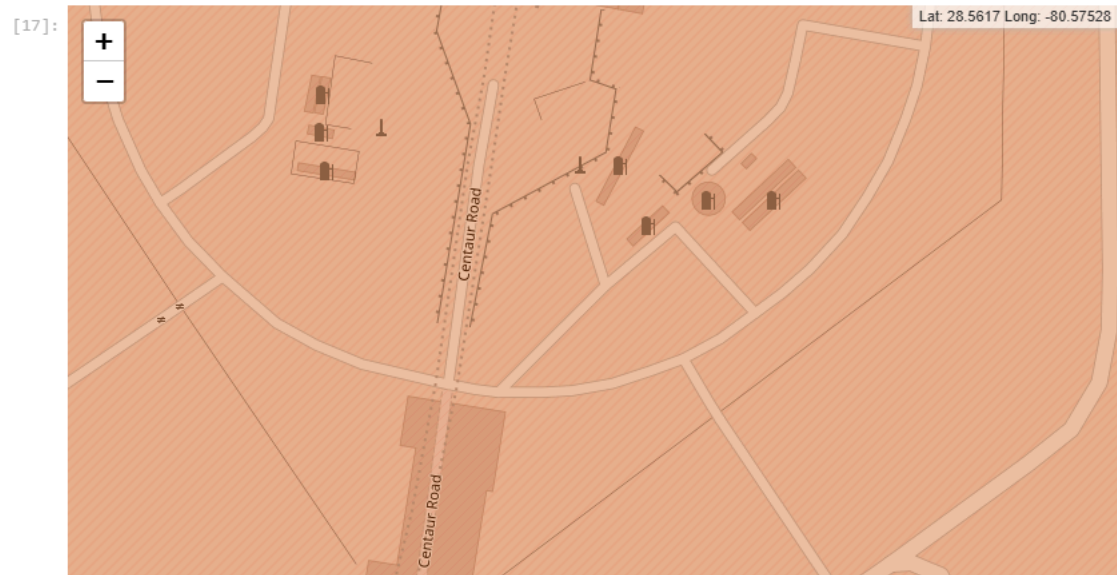 [17]:
+
Lat: 28.5617 Long: -80.57528
−
Centaur Road
Centaur Road